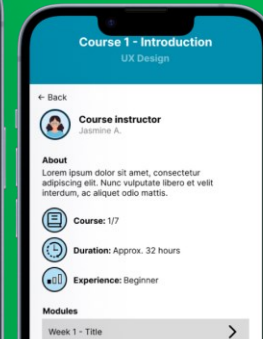 Course 1 - Introduction
UX Design
← Back
Course instructor
Jasmine A.
About
Lorem ipsum dolor sit amet, consectetur
adipiscing elit. Nunc vulputate libero et velit
interdum, ac aliquet odio mattis.
Course: 1/7
Duration: Approx. 32 hours
Experience: Beginner
Modules
Week 1 - Title